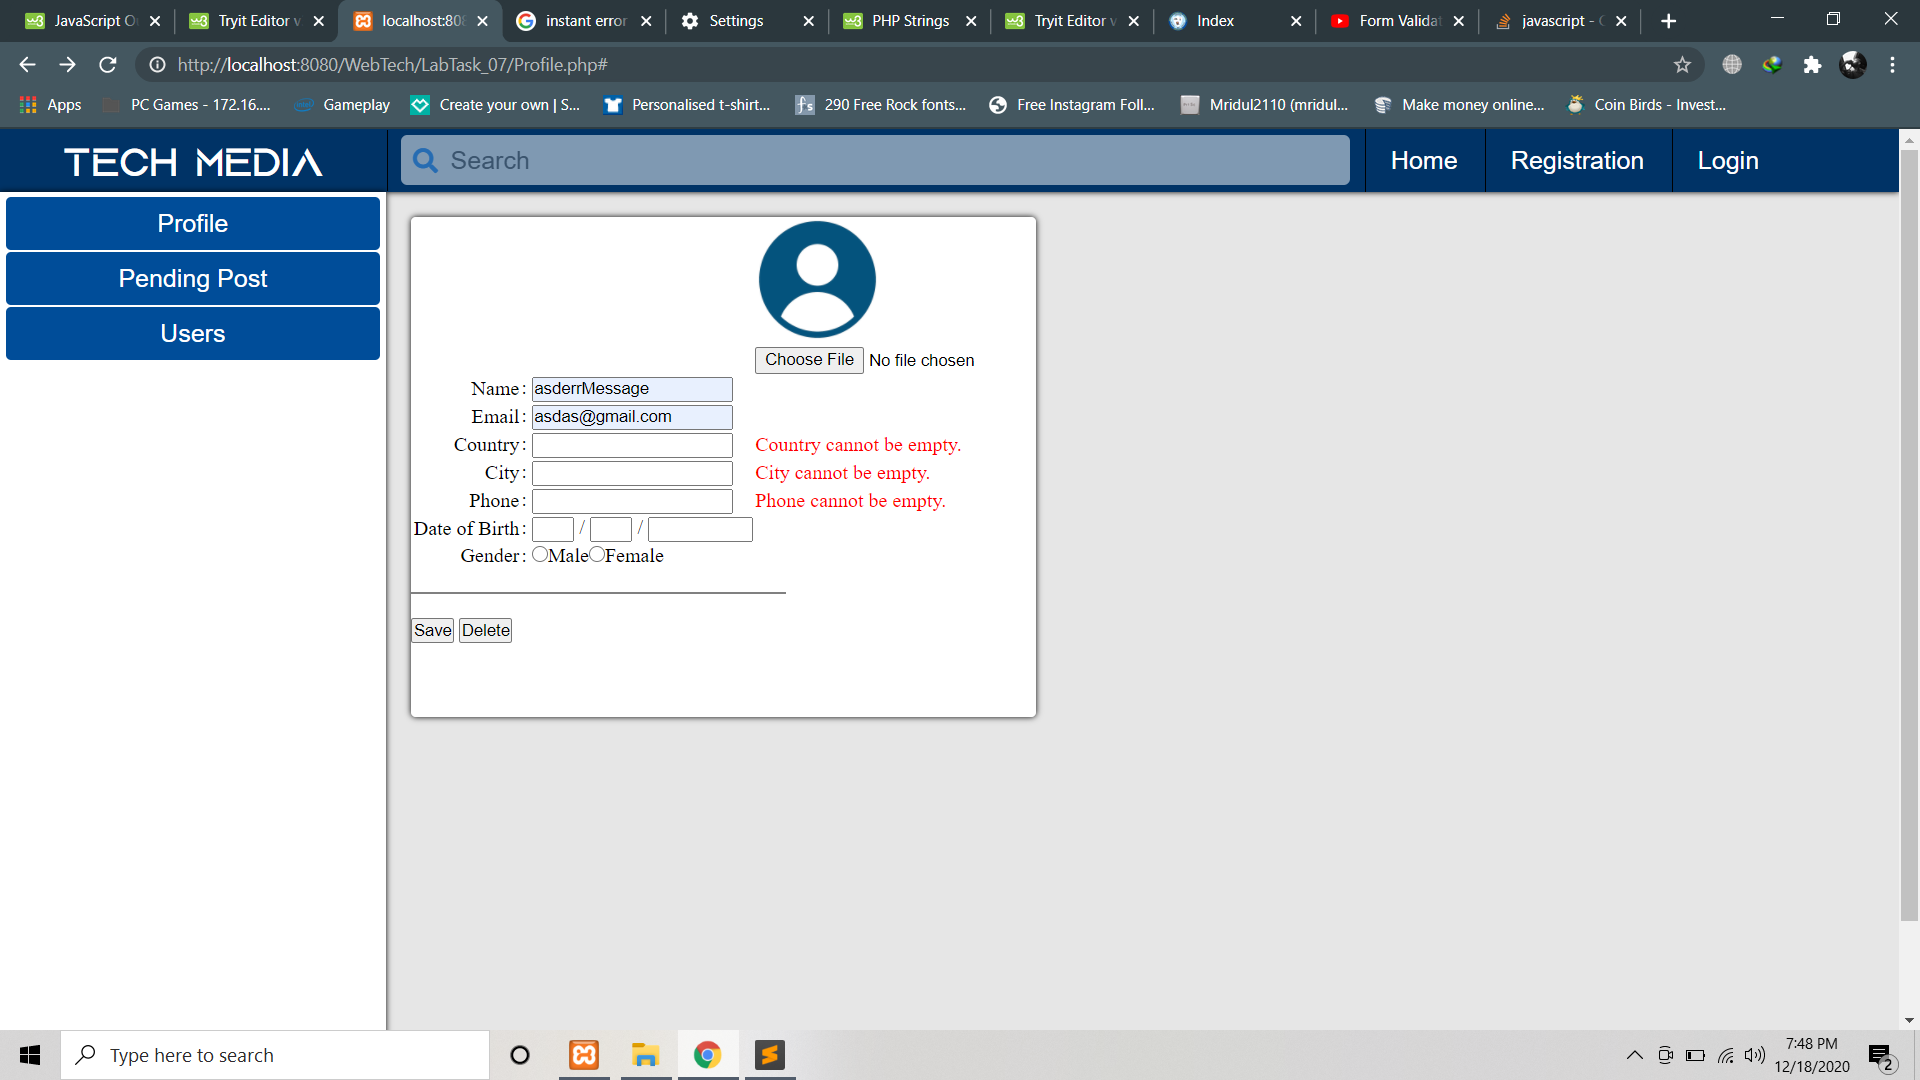 JavaScript O
Tryit Editor v
localhost:808
instant error
Settings
PHP Strings
Tryit Editor v
Index
Form Validat
javascript -
http://localhost:8080/WebTech/LabTask_07/Profile.php#
Apps
PC Games - 172.16....
Gameplay
Create your own | S...
Personalised t-shirt...
fs
290 Free Rock fonts...
Free Instagram Foll...
Mridul2110 (mridul...
Make money online...
Coin Birds - Invest...
TECH MEDIA
Search
Home
Registration
Login
Profile
Pending Post
Users
Choose File No file chosen
Name: asderrMessage
Email: asdas@gmail.com
Country: Country cannot be empty.
City: City cannot be empty.
Phone: Phone cannot be empty.
Date of Birth: / /
Gender: Male Female
Save Delete
Type here to search
7:48 PM
12/18/2020
2